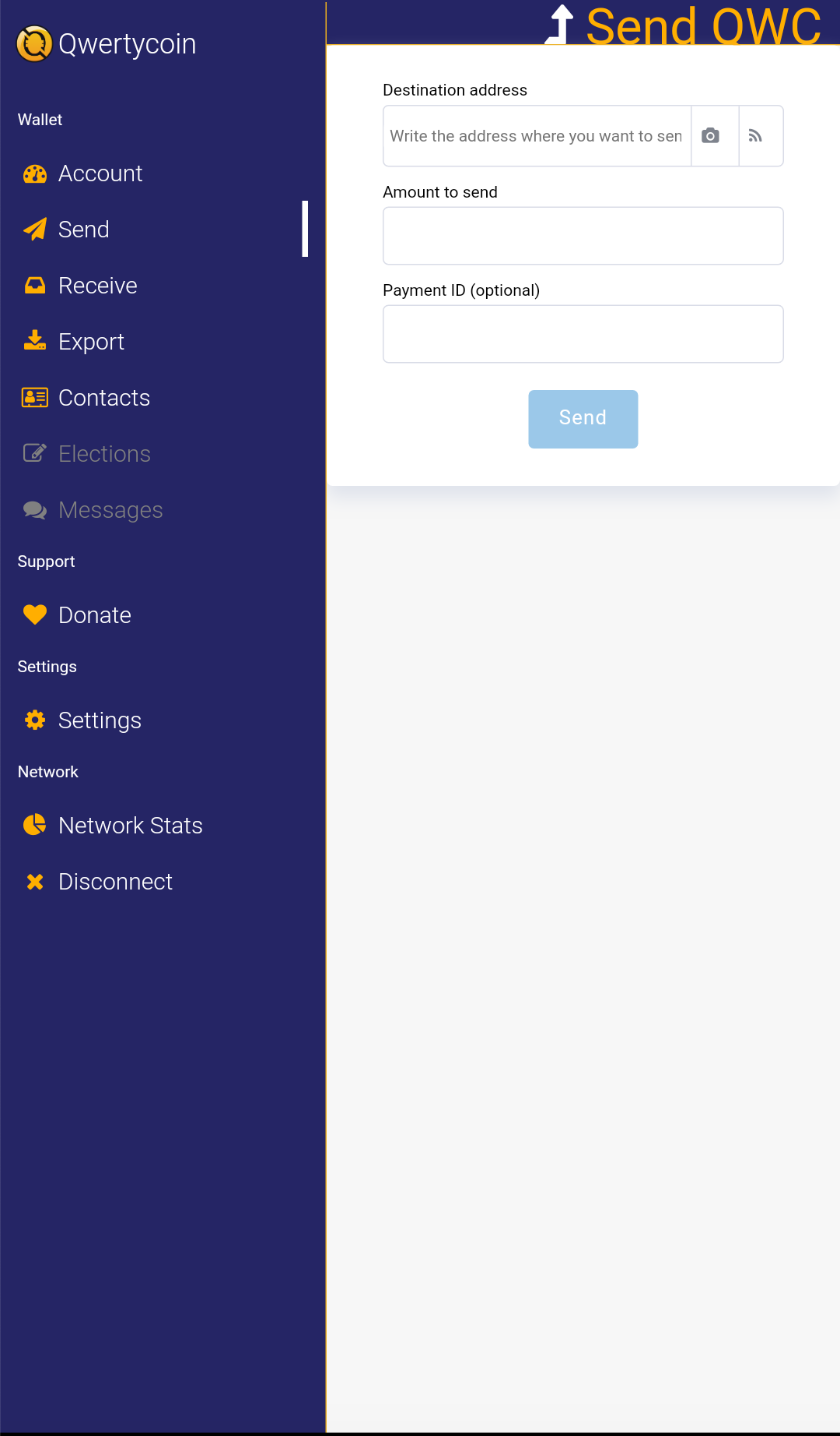 Qwertycoin
Wallet
Account
Send
Receive
Export
Contacts
Elections
Messages
Support
Donate
Settings
Settings
Network
Network Stats
Disconnect
Send QWC
Destination address
Write the address where you want to sen
Amount to send
Payment ID (optional)
Send